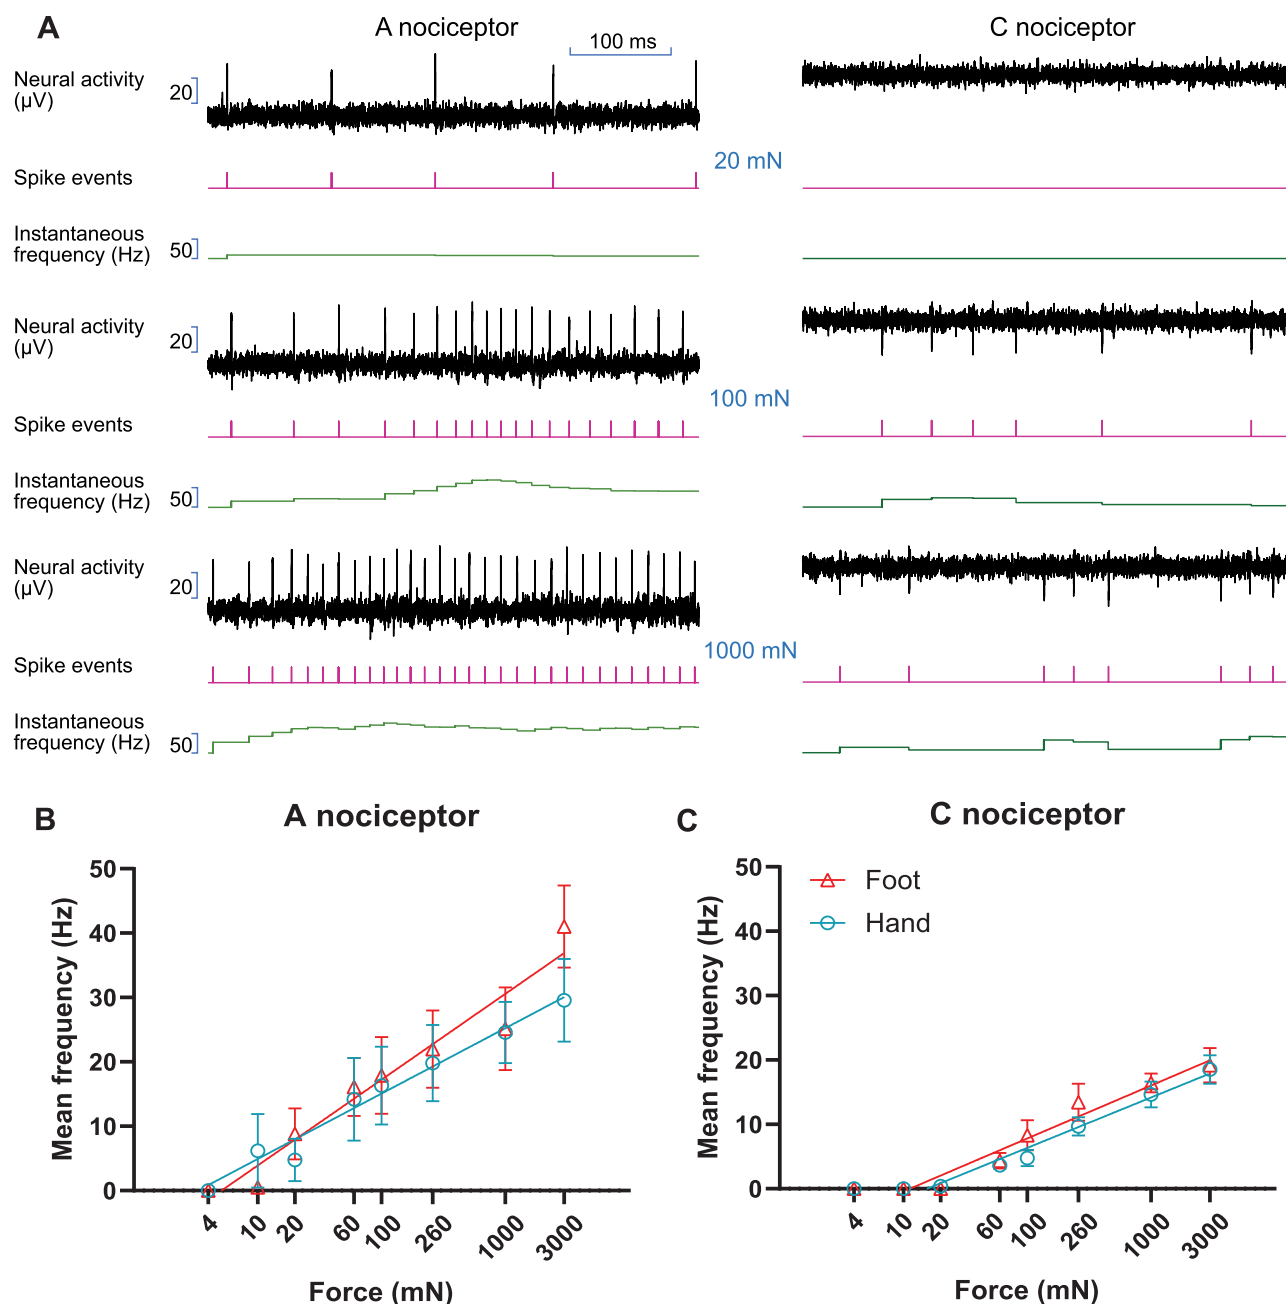 A
A nociceptor
C nociceptor
100 ms
Neural activity
(µV)
20
20 mN
Spike events
Instantaneous
frequency (Hz)
50
Neural activity
(µV)
20
100 mN
Spike events
Instantaneous
frequency (Hz)
50
Neural activity
(µV)
20
1000 mN
Spike events
Instantaneous
frequency (Hz)
50
B
A nociceptor
Mean frequency (Hz)
50
40
30
20
10
0
4
10
20
60
100
260
1000
3000
Force (mN)
C
C nociceptor
Foot
Hand
Mean frequency (Hz)
50
40
30
20
10
0
4
10
20
60
100
260
1000
3000
Force (mN)